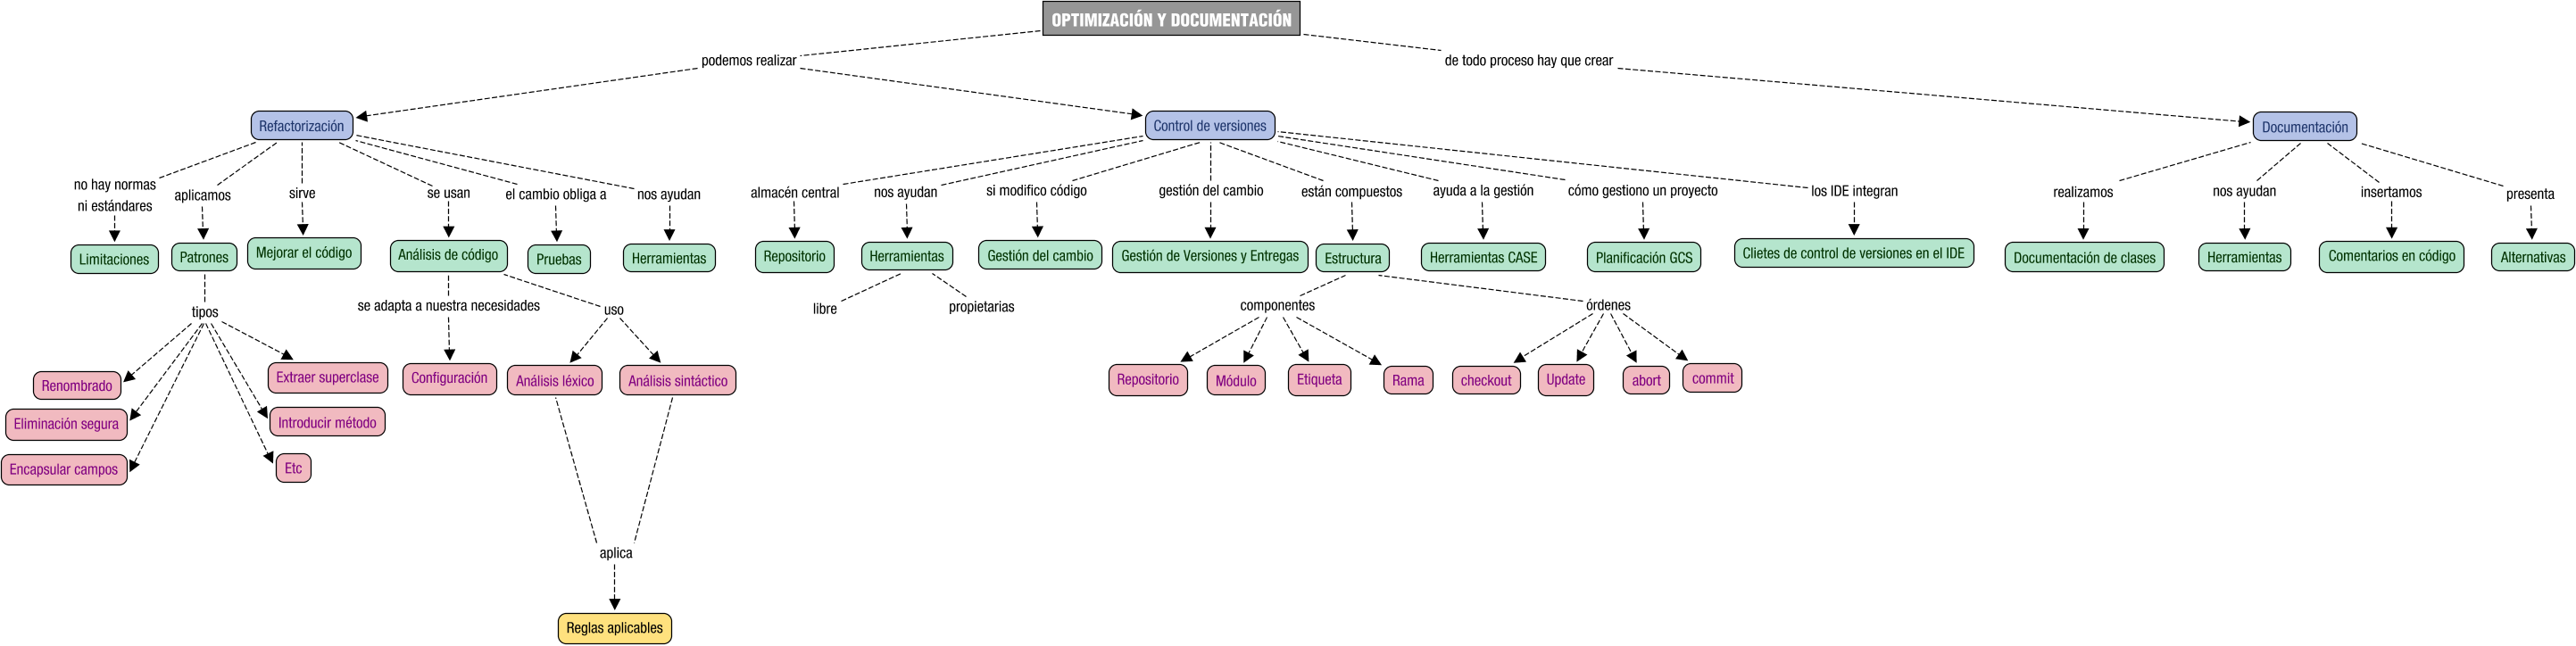 OPTIMIZACIÓN Y DOCUMENTACIÓN
podemos realizar
de todo proceso hay que crear
Refactorización
Control de versiones
Documentación
no hay normas
ni estándares
aplicamos
sirve
se usan
el cambio obliga a
nos ayudan
almacén central
nos ayudan
si modifico código
gestión del cambio
están compuestos
ayuda a la gestión
cómo gestiono un proyecto
los IDE integran
realizamos
nos ayudan
insertamos
presenta
Limitaciones
Patrones
Mejorar el código
Análisis de código
Pruebas
Herramientas
Repositorio
Herramientas
Gestión del cambio
Gestión de Versiones y Entregas
Estructura
Herramientas CASE
Planificación GCS
Clietes de control de versiones en el IDE
Documentación de clases
Herramientas
Comentarios en código
Alternativas
tipos
se adapta a nuestra necesidades
uso
libre
propietarias
componentes
órdenes
Renombrado
Extraer superclase
Configuración
Análisis léxico
Análisis sintáctico
Repositorio
Módulo
Etiqueta
Rama
checkout
Update
abort
commit
Eliminación segura
Introducir método
Encapsular campos
Etc
aplica
Reglas aplicables